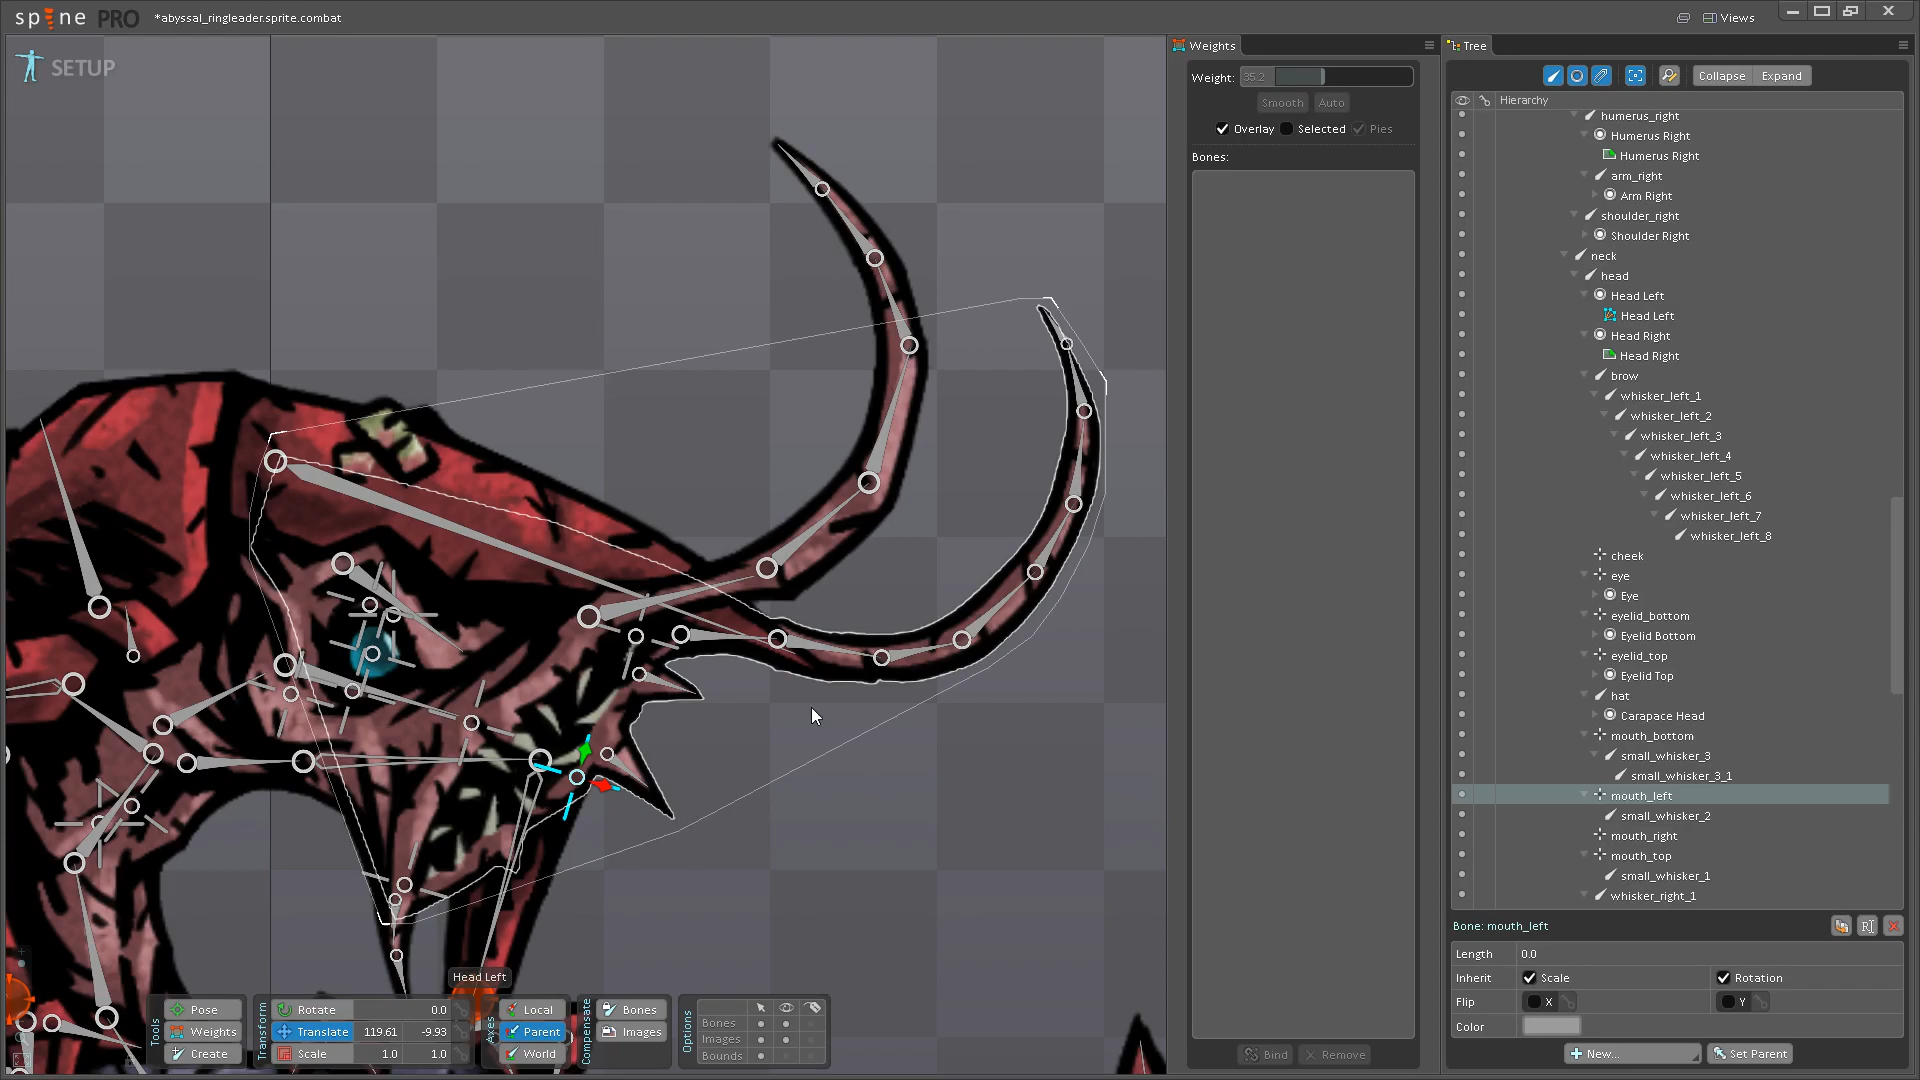 spine PRO
*abyssal_ringleader.sprite.combat
Views
SETUP
Weights
Weight: 35.2
Smooth Auto
Overlay Selected Pies
Bones:
Bind Remove
Tree
Collapse Expand
Hierarchy
humerus_right
Humerus Right
Humerus Right
arm_right
Arm Right
shoulder_right
Shoulder Right
neck
head
Head Left
Head Left
Head Right
Head Right
brow
whisker_left_1
whisker_left_2
whisker_left_3
whisker_left_4
whisker_left_5
whisker_left_6
whisker_left_7
whisker_left_8
cheek
eye
Eye
eyelid_bottom
Eyelid Bottom
eyelid_top
Eyelid Top
hat
Carapace Head
mouth_bottom
small_whisker_3
small_whisker_3_1
mouth_left
small_whisker_2
mouth_right
mouth_top
small_whisker_1
whisker_right_1
Bone: mouth_left
Length 0.0
Inherit Scale Rotation
Flip X Y
Color
New... Set Parent
Head Left
Tools
Pose
Weights
Create
Transform
Rotate 0.0
Translate 119.61 -9.93
Scale 1.0 1.0
Axes
Local
Parent
World
Compensate
Bones
Images
Options
Bones
Images
Bounds